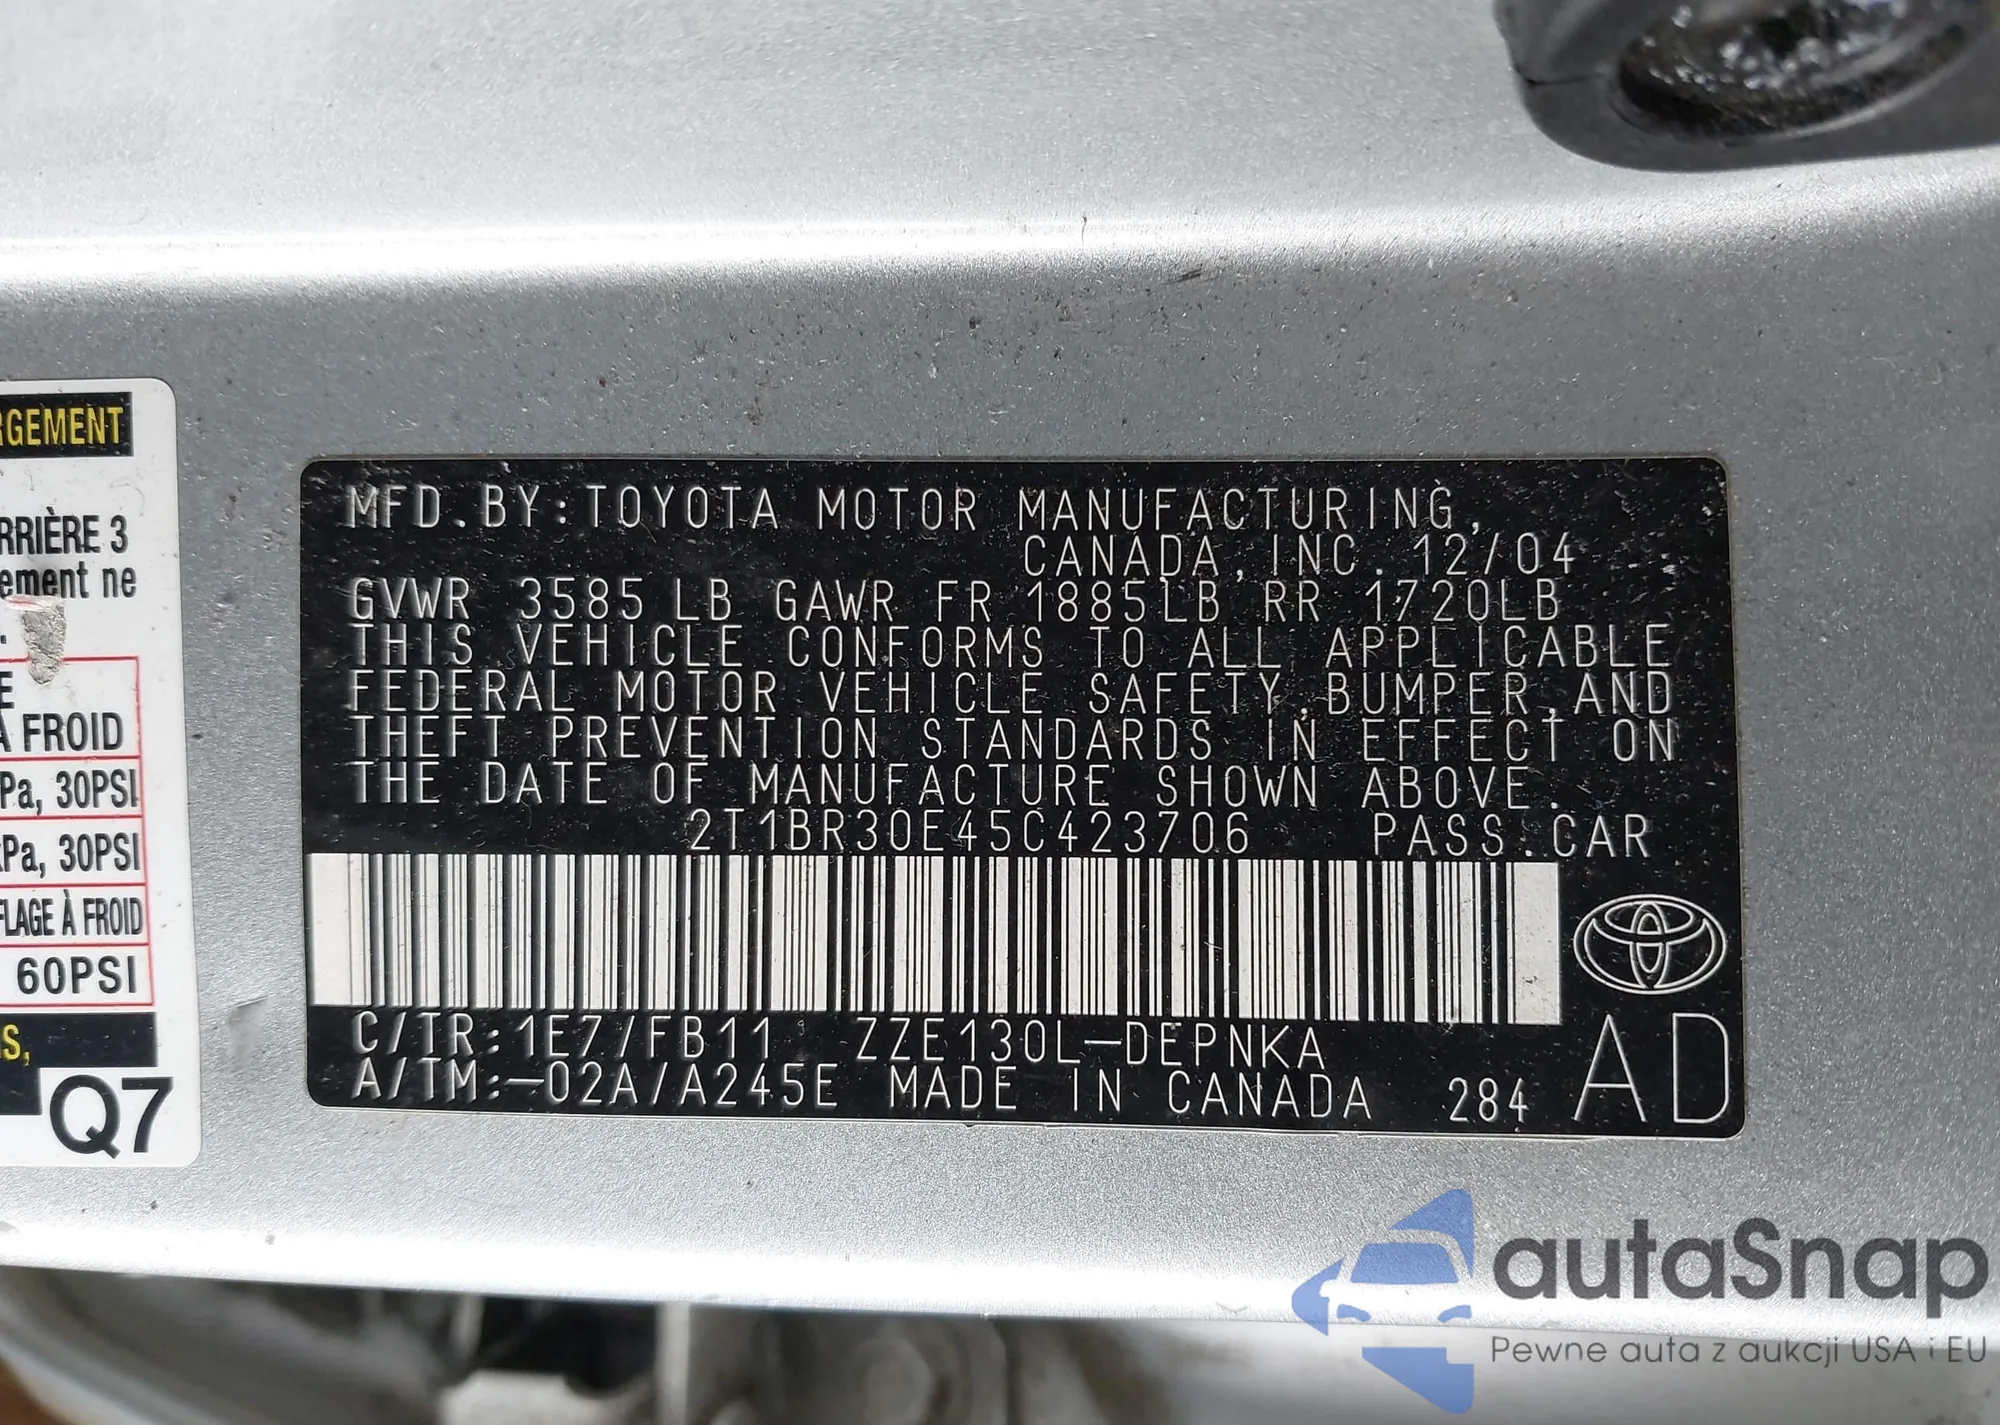 RGEMENT
RRIÈRE 3
ement ne
E
À FROID
Pa, 30PSI
kPa, 30PSI
FLAGE À FROID
60PSI
NS,
Q7
MFD.BY:TOYOTA MOTOR MANUFACTURING,
CANADA,INC. 12/04
GVWR 3585LB GAWR FR 1885LB RR 1720LB
THIS VEHICLE CONFORMS TO ALL APPLICABLE
FEDERAL MOTOR VEHICLE SAFETY,BUMPER,AND
THEFT PREVENTION STANDARDS IN EFFECT ON
THE DATE OF MANUFACTURE SHOWN ABOVE.
2T1BR30E45C423706 PASS.CAR
C/TR:1E7/FB11 ZZE130L-DEPNKA
A/TM:-02A/A245E MADE IN CANADA 284
AD
autaSnap
Pewne auta z aukcji USA i EU